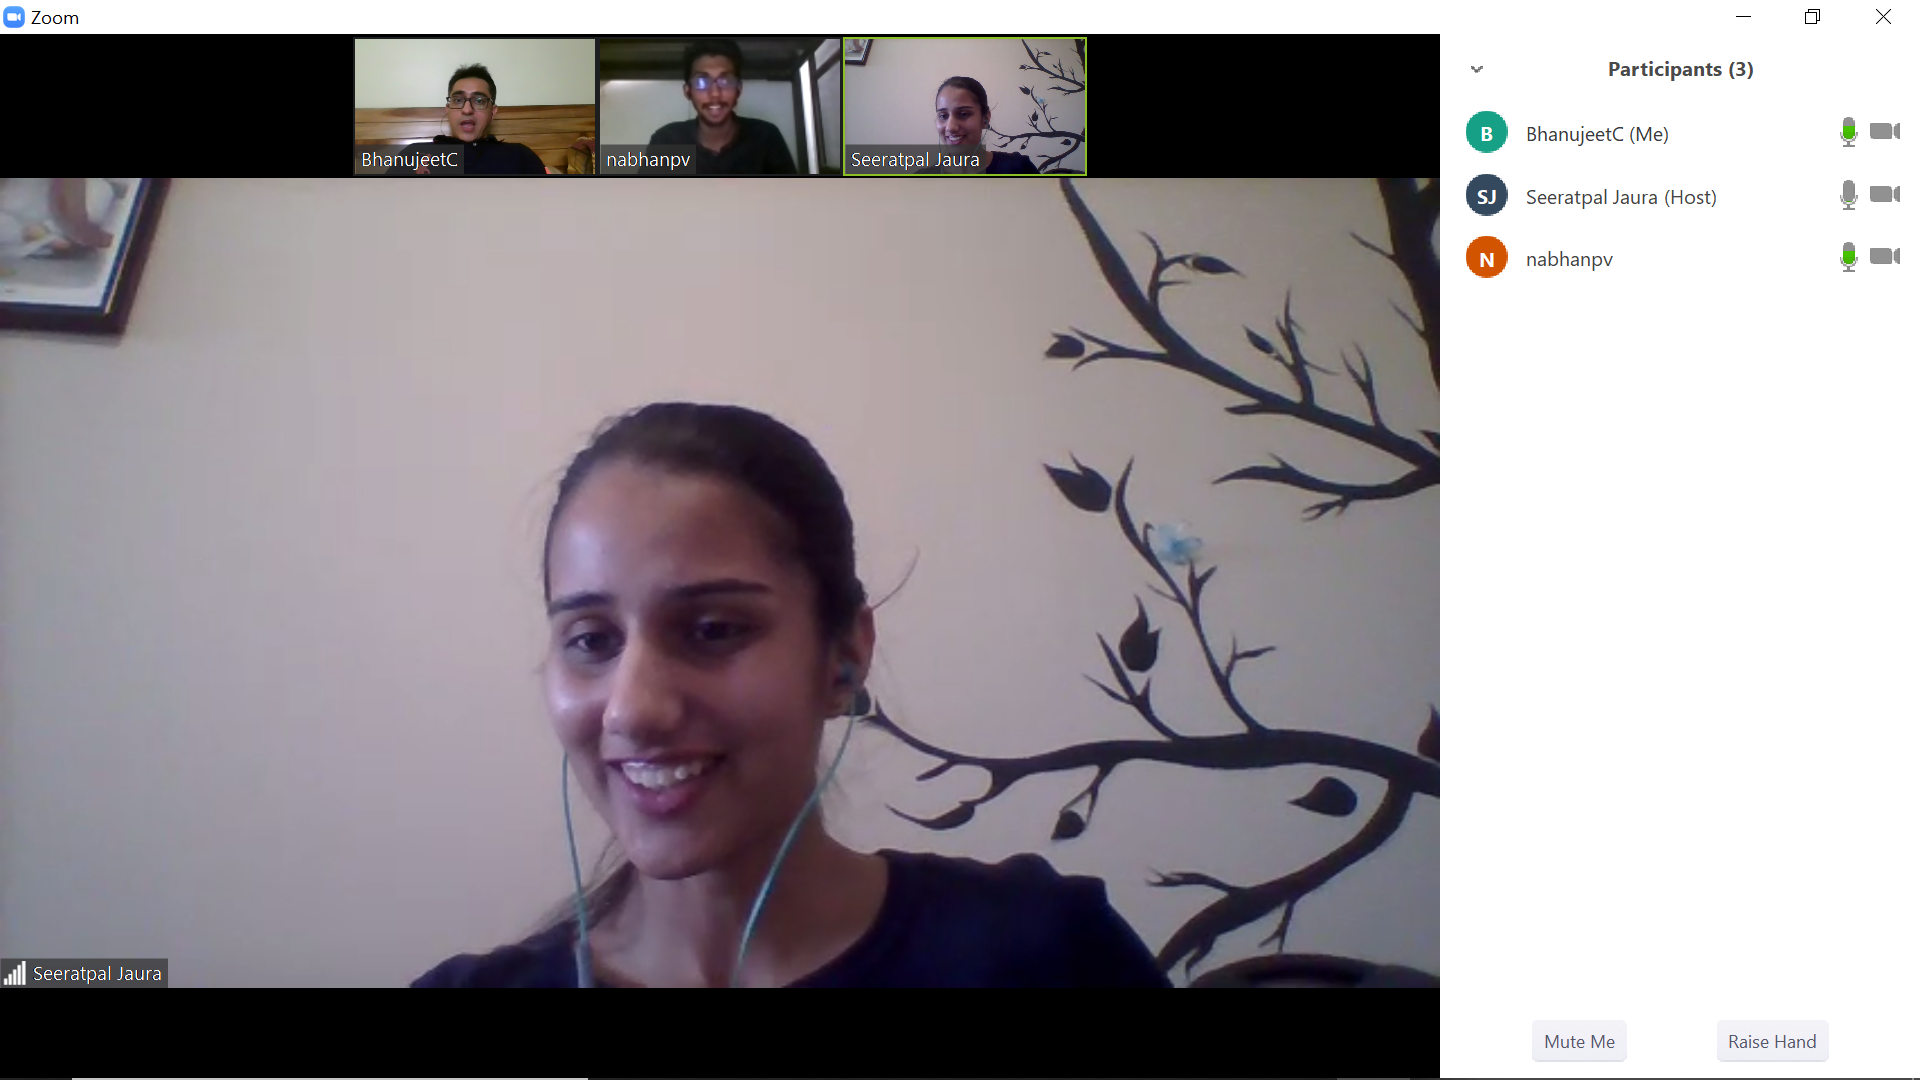 Zoom
BhanujeetC
nabhanpv
Seeratpal Jaura
Seeratpal Jaura
Participants (3)
B BhanujeetC (Me)
SJ Seeratpal Jaura (Host)
N nabhanpv
Mute Me
Raise Hand